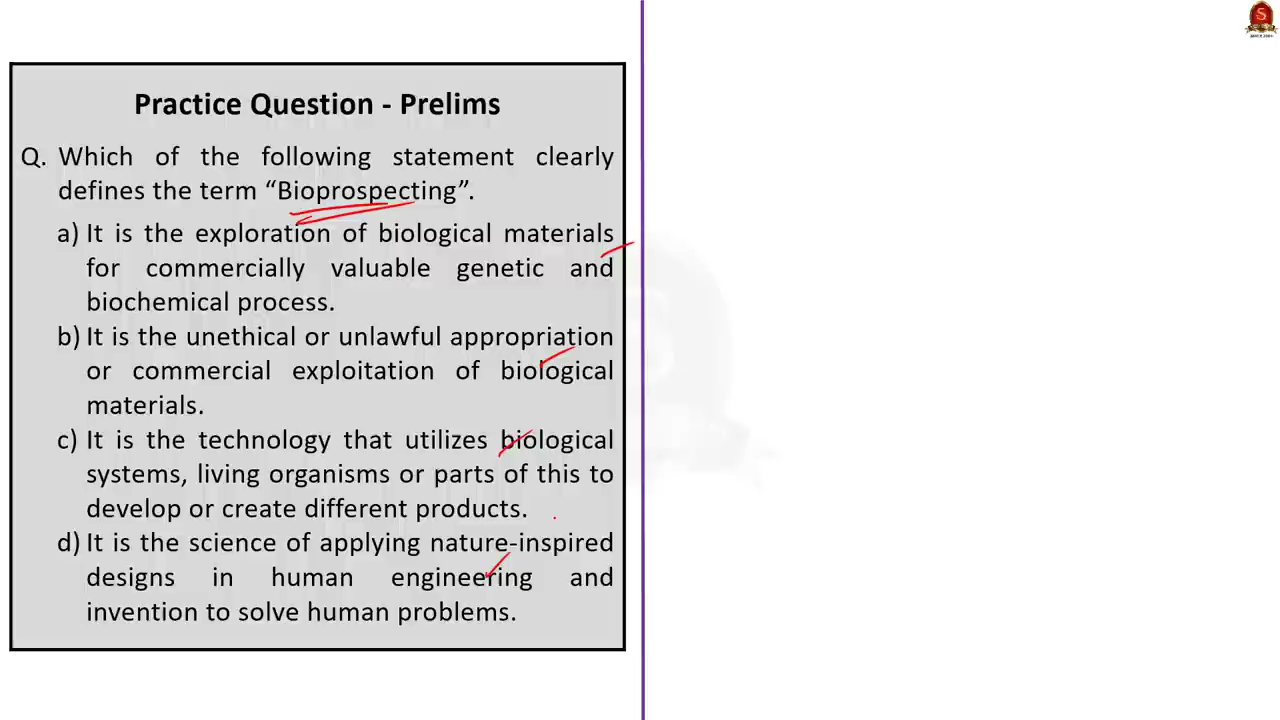 Practice Question - Prelims
Q. Which of the following statement clearly
defines the term “Bioprospecting”.
a) It is the exploration of biological materials
for commercially valuable genetic and
biochemical process.
b) It is the unethical or unlawful appropriation
or commercial exploitation of biological
materials.
c) It is the technology that utilizes biological
systems, living organisms or parts of this to
develop or create different products.
d) It is the science of applying nature-inspired
designs in human engineering and
invention to solve human problems.
S